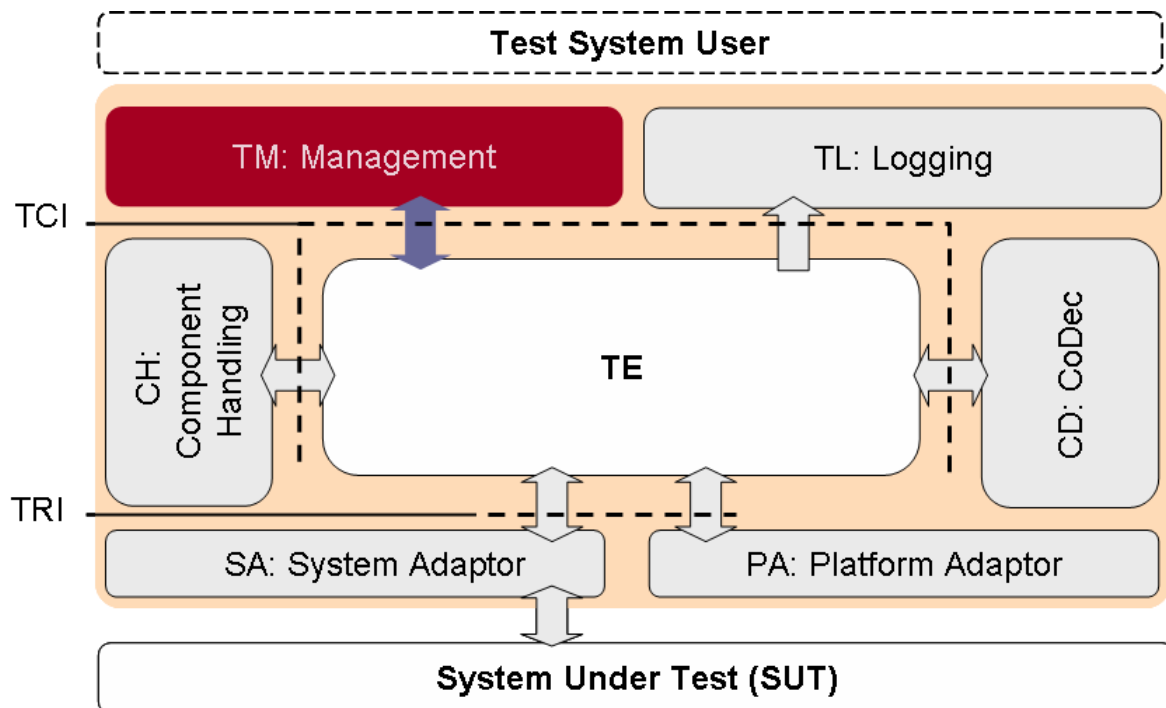 Test System User
TM: Management
TL: Logging
TCI
CH:
Component
Handling
TE
CD: CoDec
TRI
SA: System Adaptor
PA: Platform Adaptor
System Under Test (SUT)